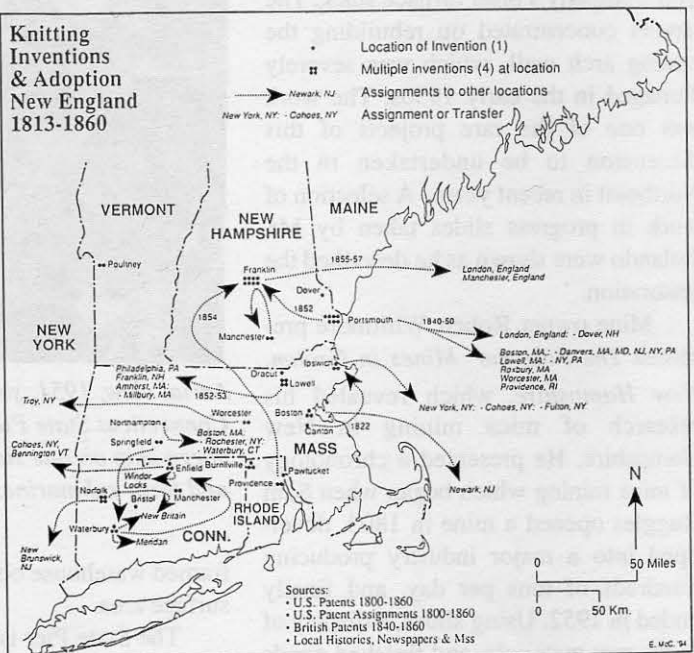 Knitting
Inventions
& Adoption
New England
1813-1860
Location of Invention (1)
Multiple inventions (4) at location
Newark, NJ
Assignments to other locations
New York, NY: - Cohoes, NY
Assignment or Transfer
VERMONT
NEW
HAMPSHIRE
MAINE
Poultney
Franklin
1855-57
London, England
Manchester, England
Dover
NEW
YORK
1854
1852
Portsmouth
1840-50
Manchester
London, England: - Dover, NH
Boston, MA,: - Danvers, MA, MD, NJ, NY, PA
Lowell, MA: - NY, PA
Roxbury, MA
Worcester, MA
Providence, RI
Philadelphia, PA
Franklin, NH
Amherst, MA:
- Milbury, MA
Dracut
Lowell
Ipswich
Troy, NY
1852-53
Worcester
Boston
New York, NY: - Cohoes, NY: - Fulton, NY
Boston, MA:
- Rochester, NY:
- Waterbury, CT
Canton
1822
Springfield
MASS
Cohoes, NY
Bennington VT
Enfield
Burrillville
Pawtucket
Windor
Locks
Norfolk
Bristol
Manchester
Providence
Newark, NJ
New Britain
RHODE
ISLAND
Waterbury
Meridan
CONN.
New
Brunswick,
NJ
N
0
50 Miles
0
50 Km.
Sources:
• U.S. Patents 1800-1860
• U.S. Patent Assignments 1800-1860
• British Patents 1840-1860
• Local Histories, Newspapers & Mss
E. McC. '94